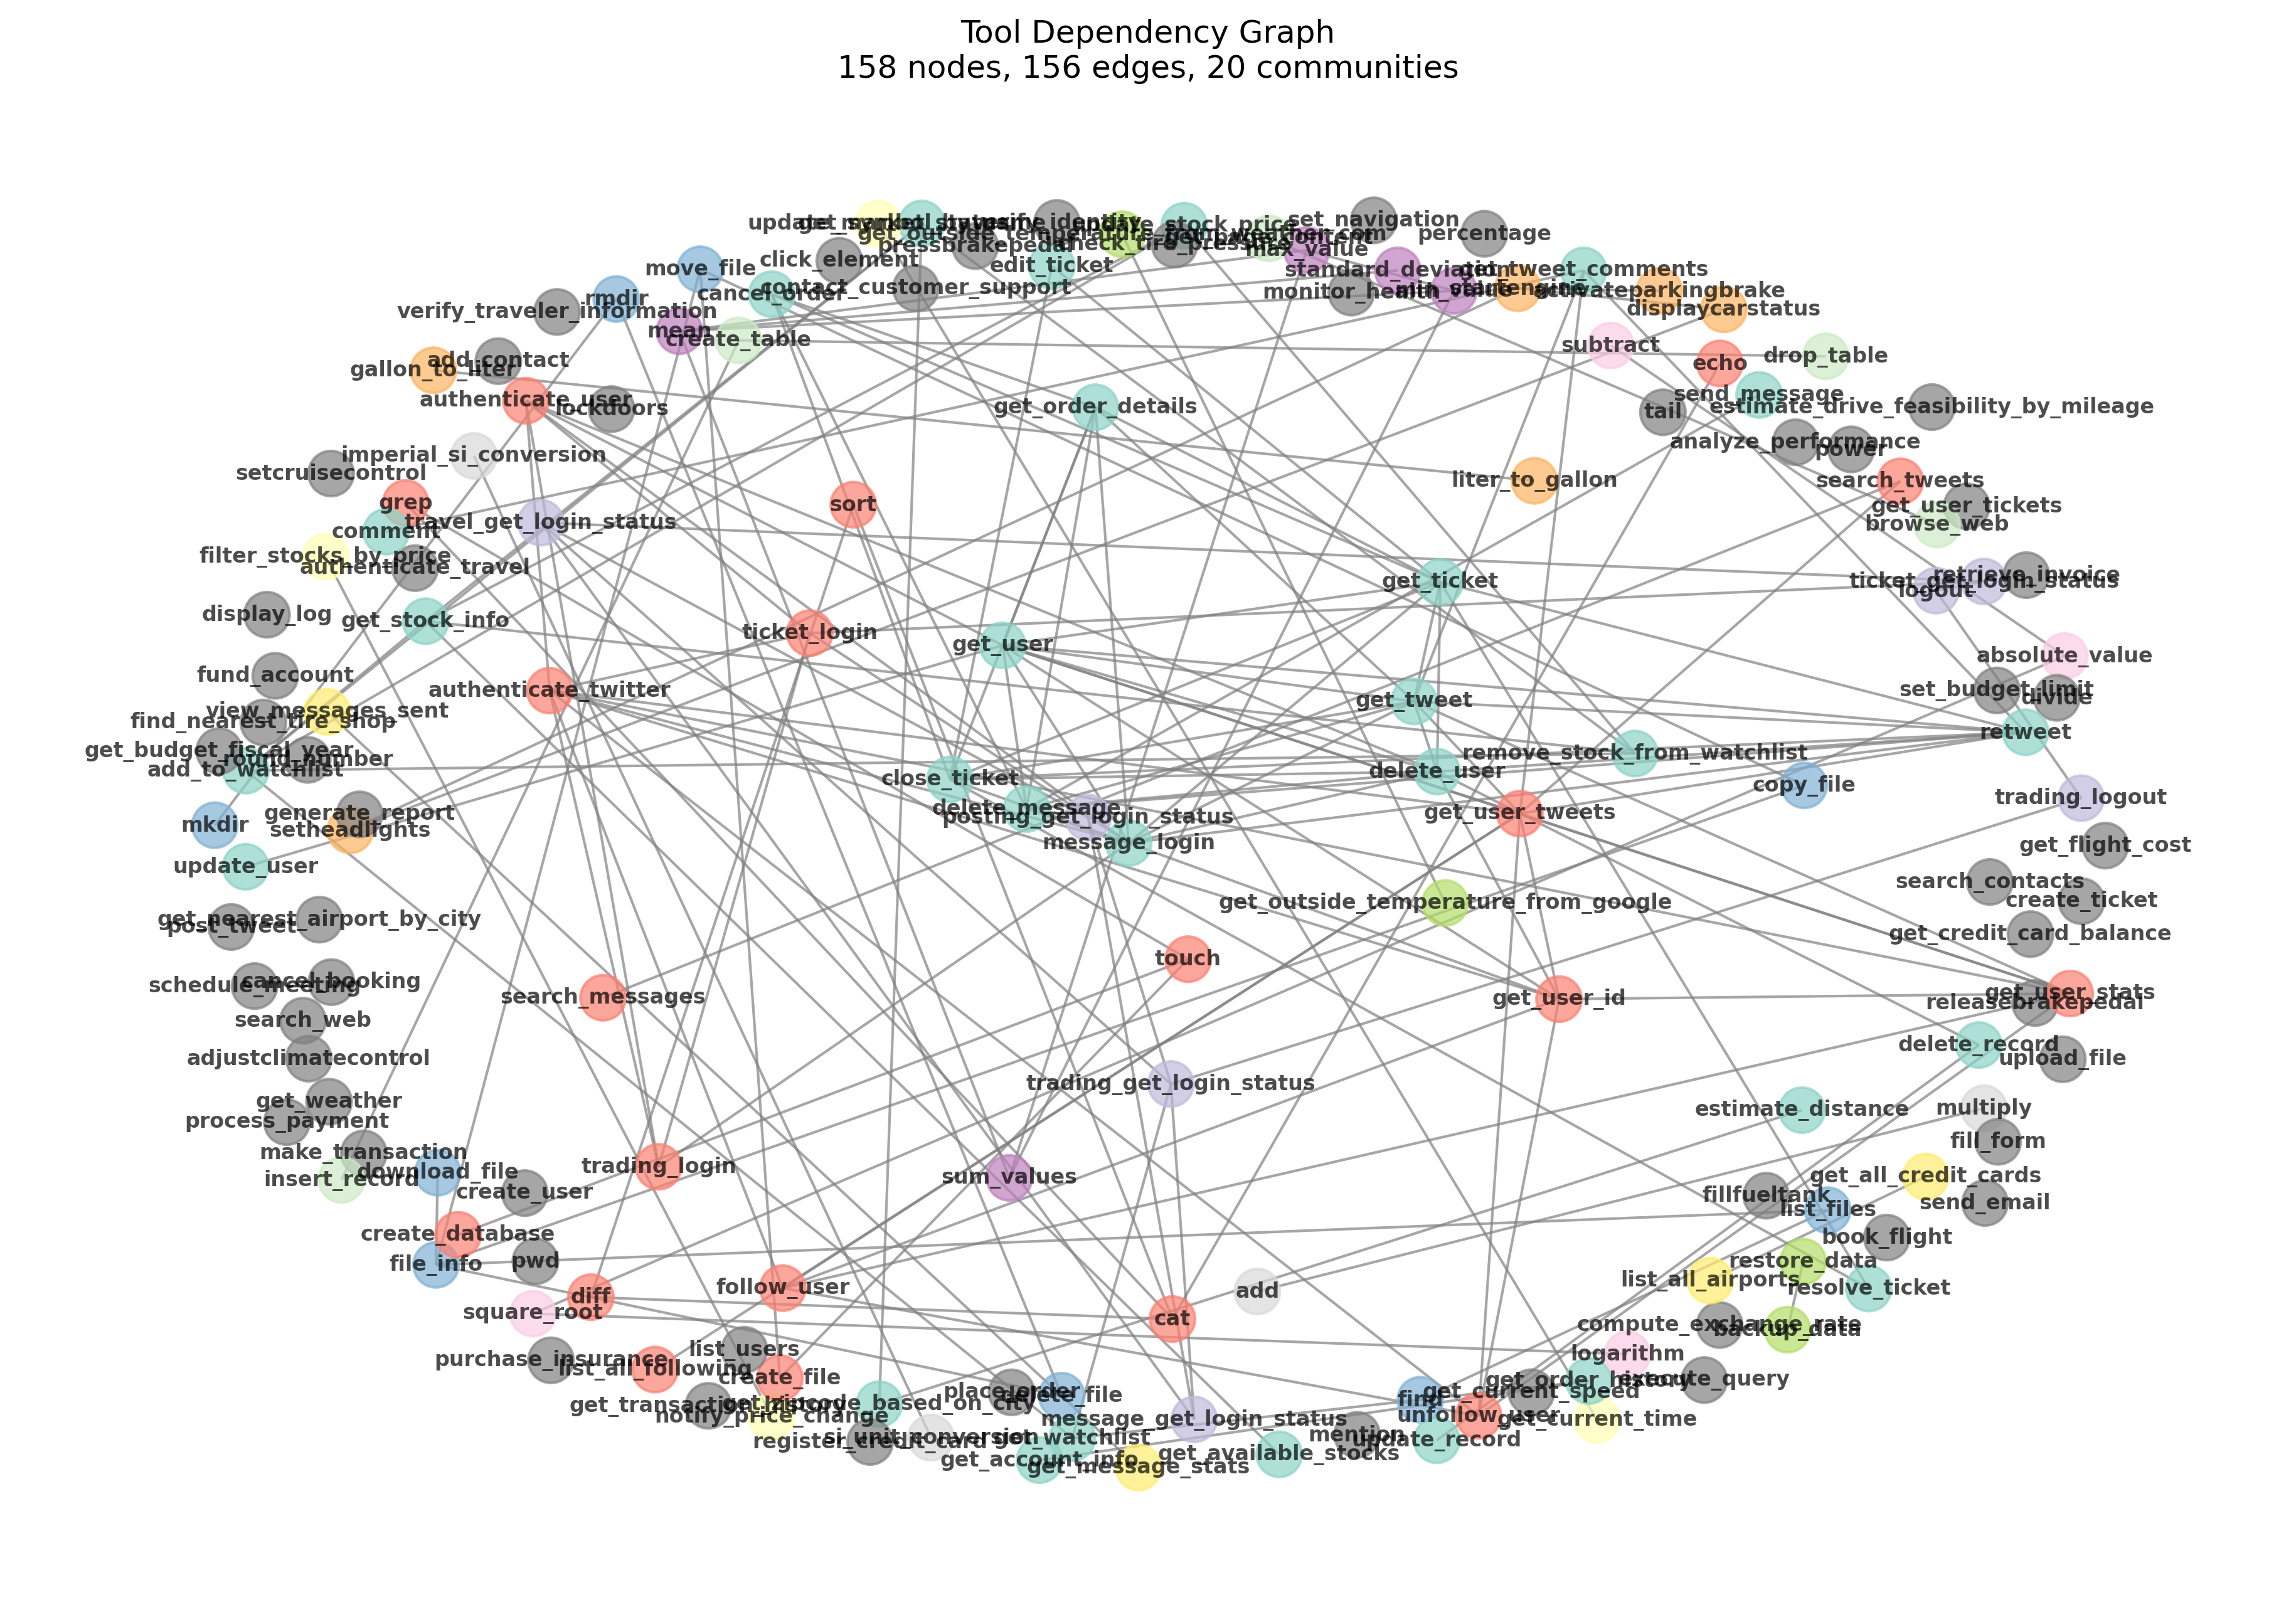 Tool Dependency Graph
158 nodes, 156 edges, 20 communities
set_navigation
percentage
verify_identity
max_value
pressbrakepedal
click_element
edit_ticket
move_file
cancel_order
contact_customer_support
standard_deviation
get_tweet_comments
monitor_health
min_value
activateparkingbrake
rmdir
verify_traveler_information
displaycarstatus
mean
create_table
subtract
drop_table
echo
add_contact
gallon_to_liter
authenticate_user
lockdoors
get_order_details
send_message
tail
estimate_drive_feasibility_by_mileage
analyze_performance
power
imperial_si_conversion
setcruisecontrol
liter_to_gallon
search_tweets
grep
sort
get_user_tickets
travel_get_login_status
browse_web
comment
filter_stocks_by_price
authenticate_travel
get_ticket
ticket_get_login_status
retrieve_invoice
logout
display_log
get_stock_info
ticket_login
get_user
absolute_value
fund_account
authenticate_twitter
set_budget_limit
divide
get_tweet
view_messages_sent
find_nearest_tire_shop
retweet
get_budget_fiscal_year
round_number
remove_stock_from_watchlist
add_to_watchlist
close_ticket
delete_user
copy_file
trading_logout
delete_message
posting_get_login_status
generate_report
get_user_tweets
mkdir
setheadlights
message_login
get_flight_cost
update_user
search_contacts
create_ticket
get_outside_temperature_from_google
get_nearest_airport_by_city
post_tweet
get_credit_card_balance
touch
schedule_meeting
cancel_booking
search_messages
get_user_id
get_user_stats
releasebrakepedal
search_web
delete_record
upload_file
adjustclimatecontrol
trading_get_login_status
get_weather
process_payment
estimate_distance
multiply
fill_form
make_transaction
download_file
insert_record
trading_login
sum_values
get_all_credit_cards
create_user
fillfueltank
list_files
send_email
create_database
book_flight
file_info
pwd
restore_data
list_all_airports
resolve_ticket
follow_user
add
diff
square_root
cat
compute_exchange_rate
backup_data
list_users
logarithm
purchase_insurance
list_all_following
create_file
get_order_history
execute_query
place_order
delete_file
get_current_speed
find
get_transaction_history
get_zipcode_based_on_city
notify_price_change
message_get_login_status
unfollow_user
get_current_time
mention
register_credit_card
si_unit_conversion
get_watchlist
update_record
get_account_info
get_available_stocks
get_message_stats